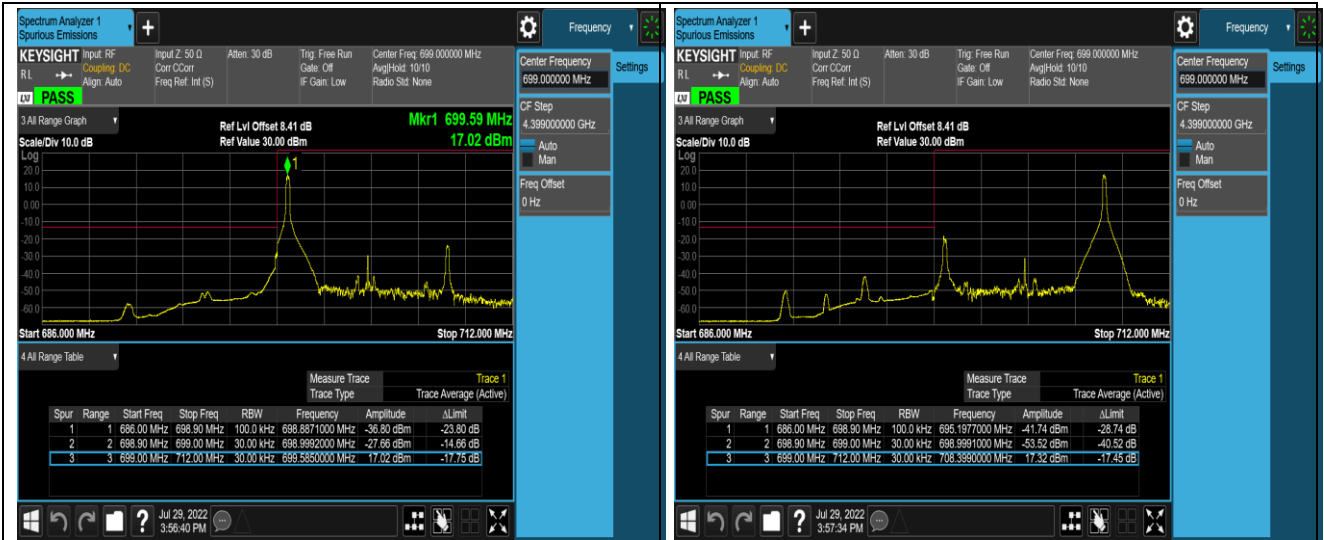 Spectrum Analyzer 1
Spurious Emissions
Frequency
KEYSIGHT Input: RF Input Z: 50 Ω Atten: 30 dB Trig: Free Run Center Freq: 699.000000 MHz
Coupling: DC Corr CCorr Gate: Off Avg|Hold: 10/10
RL Align: Auto Freq Ref: Int (S) IF Gain: Low Radio Std: None
LXI PASS
Center Frequency
699.000000 MHz
Settings
CF Step
4.399000000 GHz
Auto
Man
Freq Offset
0 Hz
3 All Range Graph
Ref Lvl Offset 8.41 dB Mkr1 699.59 MHz
Scale/Div 10.0 dB Ref Value 30.00 dBm 17.02 dBm
Log
1
20.0
10.0
0.00
-10.0
-20.0
-30.0
-40.0
-50.0
-60.0
Start 686.000 MHz Stop 712.000 MHz
4 All Range Table
Measure Trace Trace 1
Trace Type Trace Average (Active)
Spur Range Start Freq Stop Freq RBW Frequency Amplitude ΔLimit
1 1 686.00 MHz 698.90 MHz 100.0 kHz 698.8871000 MHz -36.80 dBm -23.80 dB
2 2 698.90 MHz 699.00 MHz 30.00 kHz 698.9992000 MHz -27.66 dBm -14.66 dB
3 3 699.00 MHz 712.00 MHz 30.00 kHz 699.5850000 MHz 17.02 dBm -17.75 dB
Jul 29, 2022
3:56:40 PM
Spectrum Analyzer 1
Spurious Emissions
Frequency
KEYSIGHT Input: RF Input Z: 50 Ω Atten: 30 dB Trig: Free Run Center Freq: 699.000000 MHz
Coupling: DC Corr CCorr Gate: Off Avg|Hold: 10/10
RL Align: Auto Freq Ref: Int (S) IF Gain: Low Radio Std: None
LXI PASS
Center Frequency
699.000000 MHz
Settings
CF Step
4.399000000 GHz
Auto
Man
Freq Offset
0 Hz
3 All Range Graph
Ref Lvl Offset 8.41 dB
Scale/Div 10.0 dB Ref Value 30.00 dBm
Log
20.0
10.0
0.00
-10.0
-20.0
-30.0
-40.0
-50.0
-60.0
Start 686.000 MHz Stop 712.000 MHz
4 All Range Table
Measure Trace Trace 1
Trace Type Trace Average (Active)
Spur Range Start Freq Stop Freq RBW Frequency Amplitude ΔLimit
1 1 686.00 MHz 698.90 MHz 100.0 kHz 695.1977000 MHz -41.74 dBm -28.74 dB
2 2 698.90 MHz 699.00 MHz 30.00 kHz 698.9991000 MHz -53.52 dBm -40.52 dB
3 3 699.00 MHz 712.00 MHz 30.00 kHz 708.3990000 MHz 17.32 dBm -17.45 dB
Jul 29, 2022
3:57:34 PM